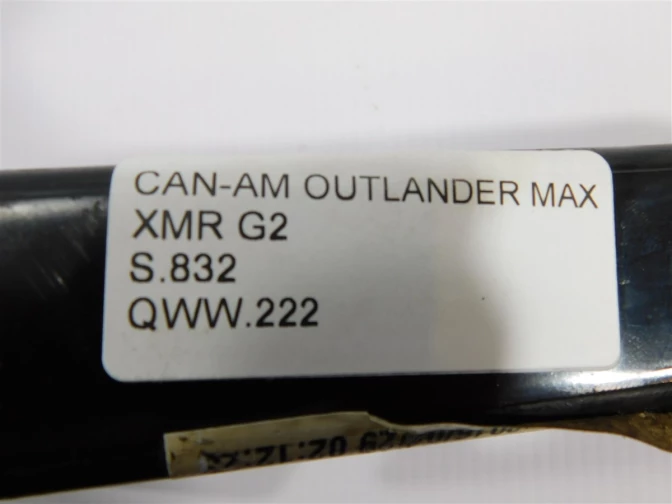 CAN-AM OUTLANDER MAX
XMR G2
S.832
QWW.222